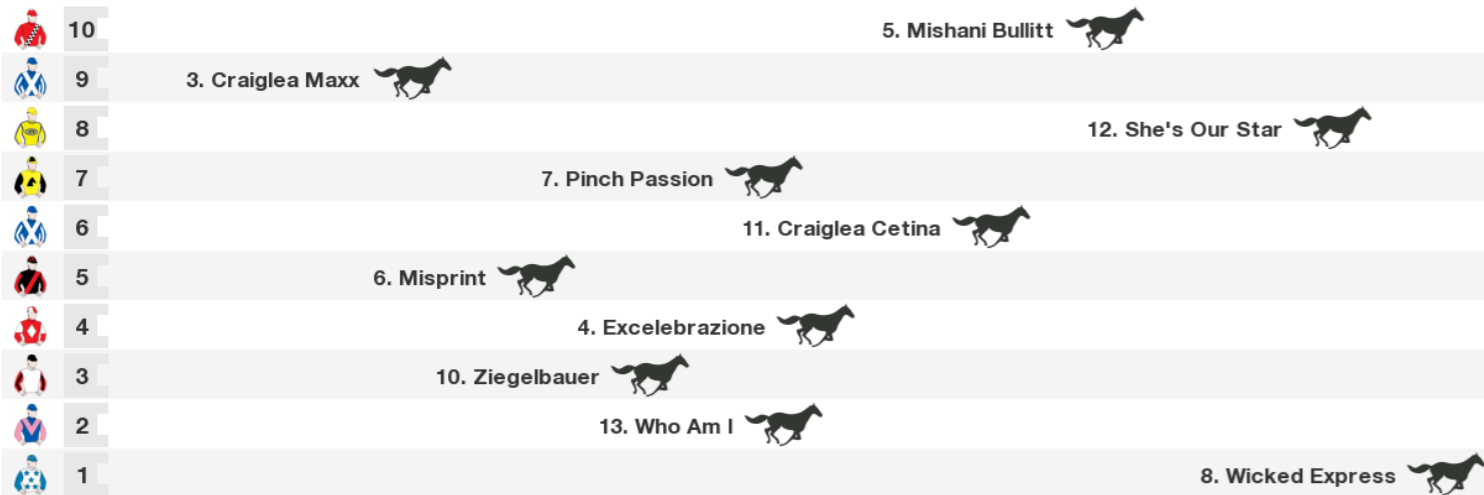 10 5. Mishani Bullitt
9 3. Craiglea Maxx
8 12. She's Our Star
7 7. Pinch Passion
6 11. Craiglea Cetina
5 6. Misprint
4 4. Excelebrazione
3 10. Ziegelbauer
2 13. Who Am I
1 8. Wicked Express